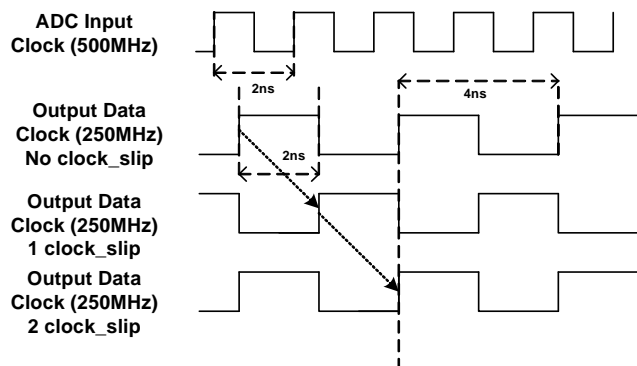 ADC Input
Clock (500MHz)
2ns
4ns
Output Data
Clock (250MHz)
No clock_slip
2ns
Output Data
Clock (250MHz)
1 clock_slip
Output Data
Clock (250MHz)
2 clock_slip